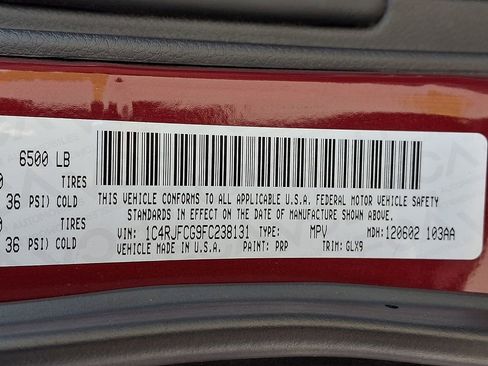 6500 LB
0 TIRES
36 PSI) COLD
0 TIRES
36 PSI) COLD
THIS VEHICLE CONFORMS TO ALL APPLICABLE U.S.A. FEDERAL MOTOR VEHICLE SAFETY
STANDARDS IN EFFECT ON THE DATE OF MANUFACTURE SHOWN ABOVE.
VIN: 1C4RJFCG9FC238131 TYPE: MPV MDH: 120602 103AA
VEHICLE MADE IN U.S.A. PAINT: PRP TRIM: GLX9